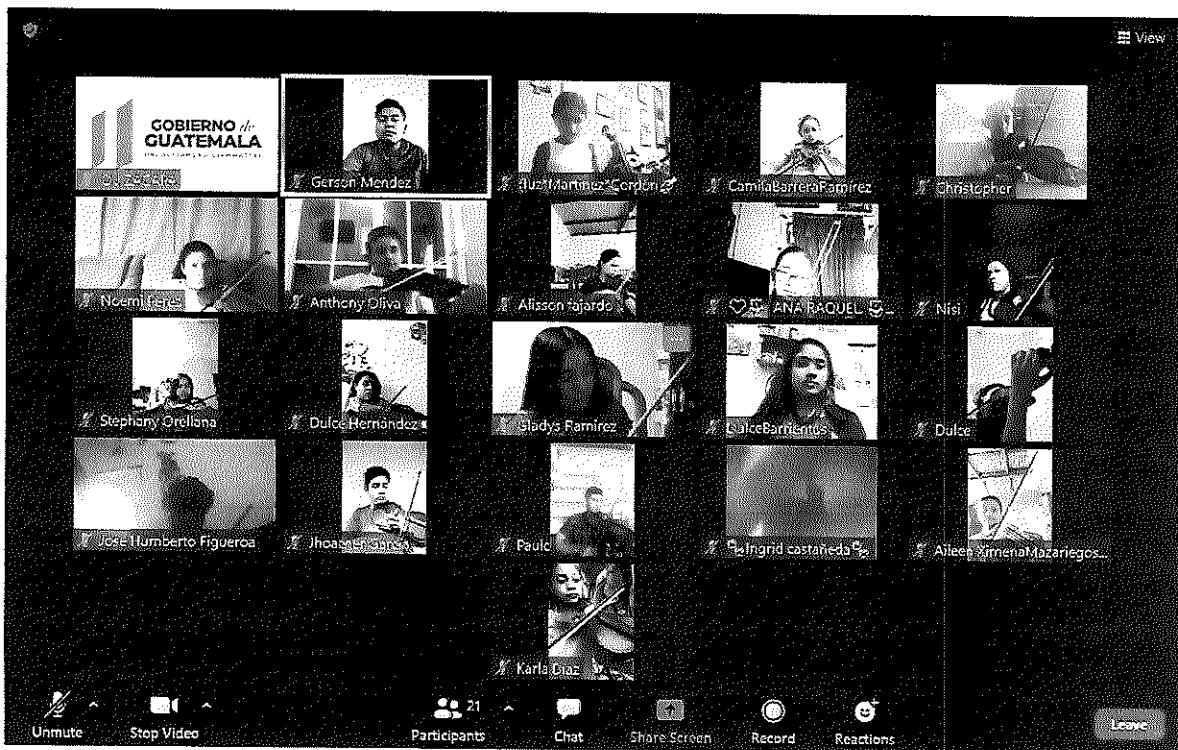 View
GOBIERNO de
GUATEMALA
Gerson Mendez
CamilaBarreraRamirez
Christopher
Noemi
Anthony Oliva
Alisson fajardo
ANA RAQUEL
Nisi
Stephany Orellana
Dulce Hernández
Gladys Ramirez
DulceBarrientos
Dulce
Jose Humberto Figueroa
Paulo
Ingrid castañeda
Aileen XimenaMazariegos...
Karla Diaz
Unmute
Stop Video
21
Participants
Chat
Share Screen
Record
Reactions
Leave